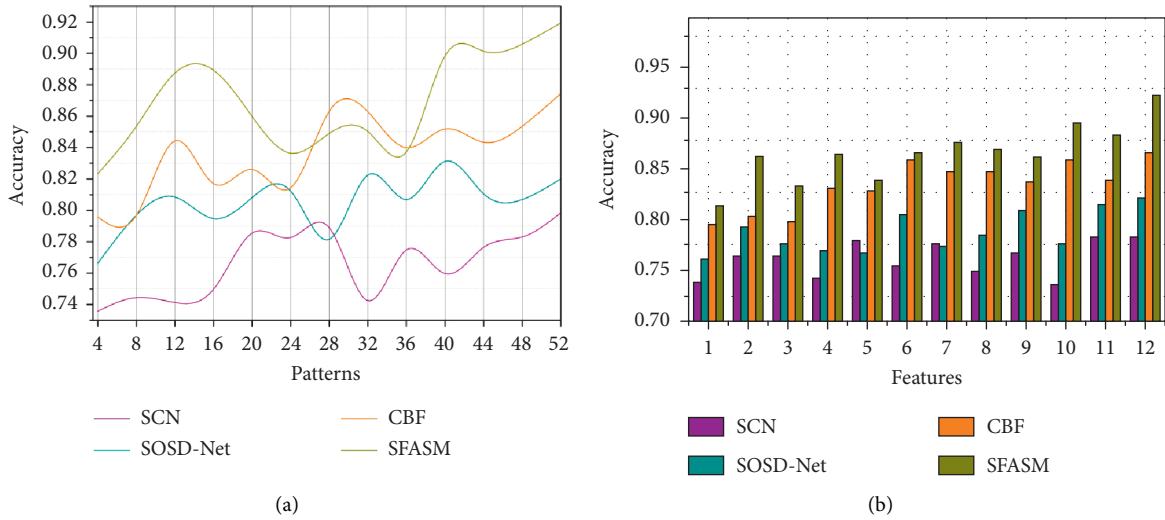 0.92
0.90
0.88
0.86
0.84
0.82
0.80
0.78
0.76
0.74
Accuracy
4 8 12 16 20 24 28 32 36 40 44 48 52
Patterns
SCN CBF
SOSD-Net SFASM
(a)
0.95
0.90
0.85
0.80
0.75
0.70
Accuracy
1 2 3 4 5 6 7 8 9 10 11 12
Features
SCN CBF
SOSD-Net SFASM
(b)